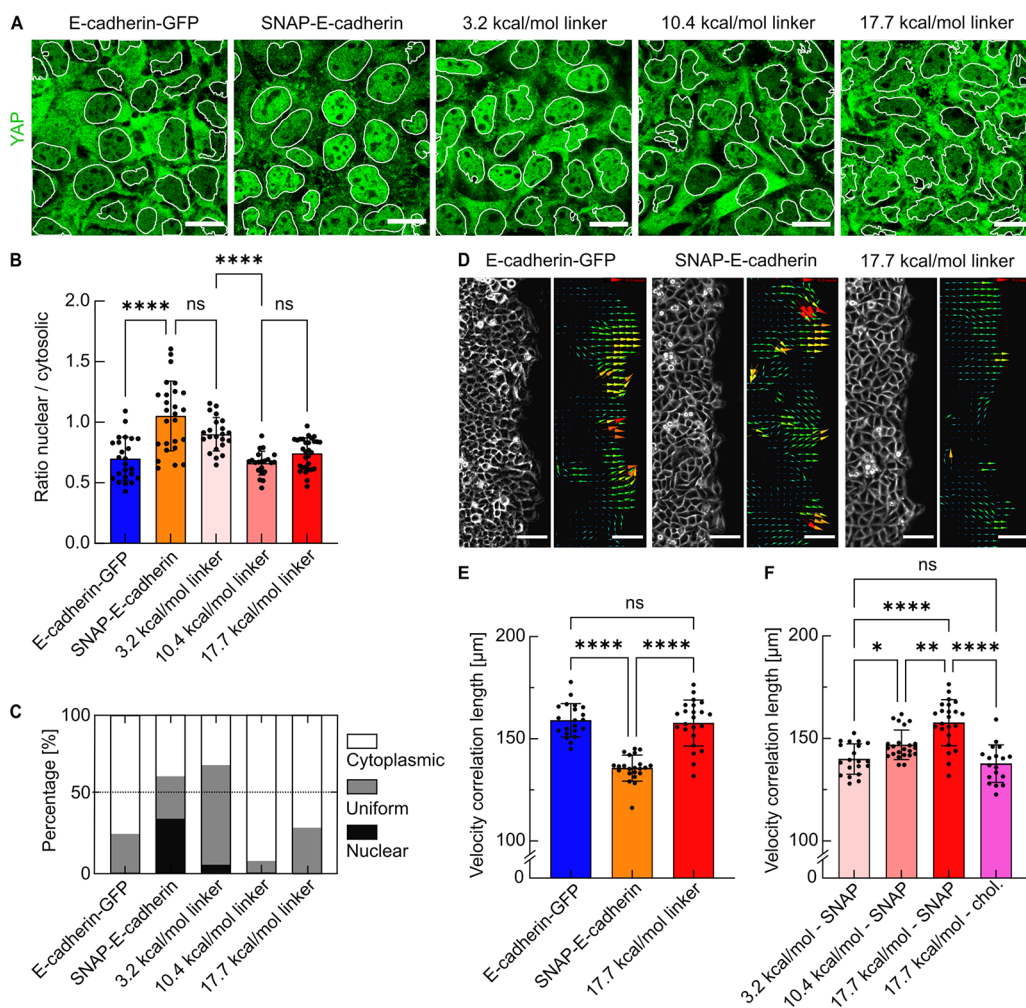 A
E-cadherin-GFP
SNAP-E-cadherin
3.2 kcal/mol linker
10.4 kcal/mol linker
17.7 kcal/mol linker
YAP
B
Ratio nuclear / cytosolic
2.0
1.5
1.0
0.5
0.0
****
ns
****
ns
E-cadherin-GFP
SNAP-E-cadherin
3.2 kcal/mol linker
10.4 kcal/mol linker
17.7 kcal/mol linker
C
Percentage [%]
100
50
0
Cytoplasmic
Uniform
Nuclear
E-cadherin-GFP
SNAP-E-cadherin
3.2 kcal/mol linker
10.4 kcal/mol linker
17.7 kcal/mol linker
D
E-cadherin-GFP
SNAP-E-cadherin
17.7 kcal/mol linker
E
Velocity correlation length [µm]
200
150
100
0
ns
****
****
E-cadherin-GFP
SNAP-E-cadherin
17.7 kcal/mol linker
F
Velocity correlation length [µm]
200
150
100
0
ns
****
*
**
****
3.2 kcal/mol - SNAP
10.4 kcal/mol - SNAP
17.7 kcal/mol - SNAP
17.7 kcal/mol - chol.